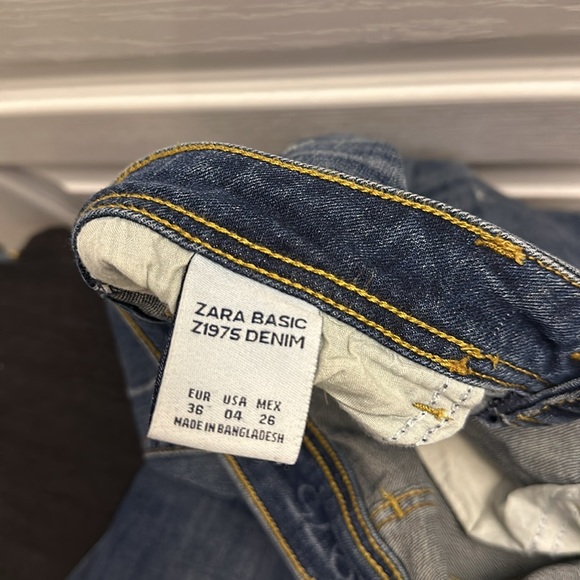 ZARA BASIC
Z1975 DENIM
EUR USA MEX
36 04 26
MADE IN BANGLADESH